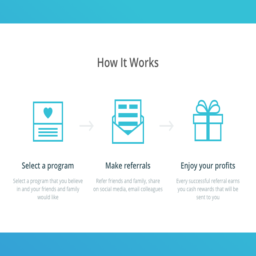 How It Works
Select a program
Select a program that you believe
in and your friends and family
would like
Make referrals
Refer friends and family, share
on social media, email colleagues
Enjoy your profits
Every successful referral earns
you cash rewards that will be
sent to you.